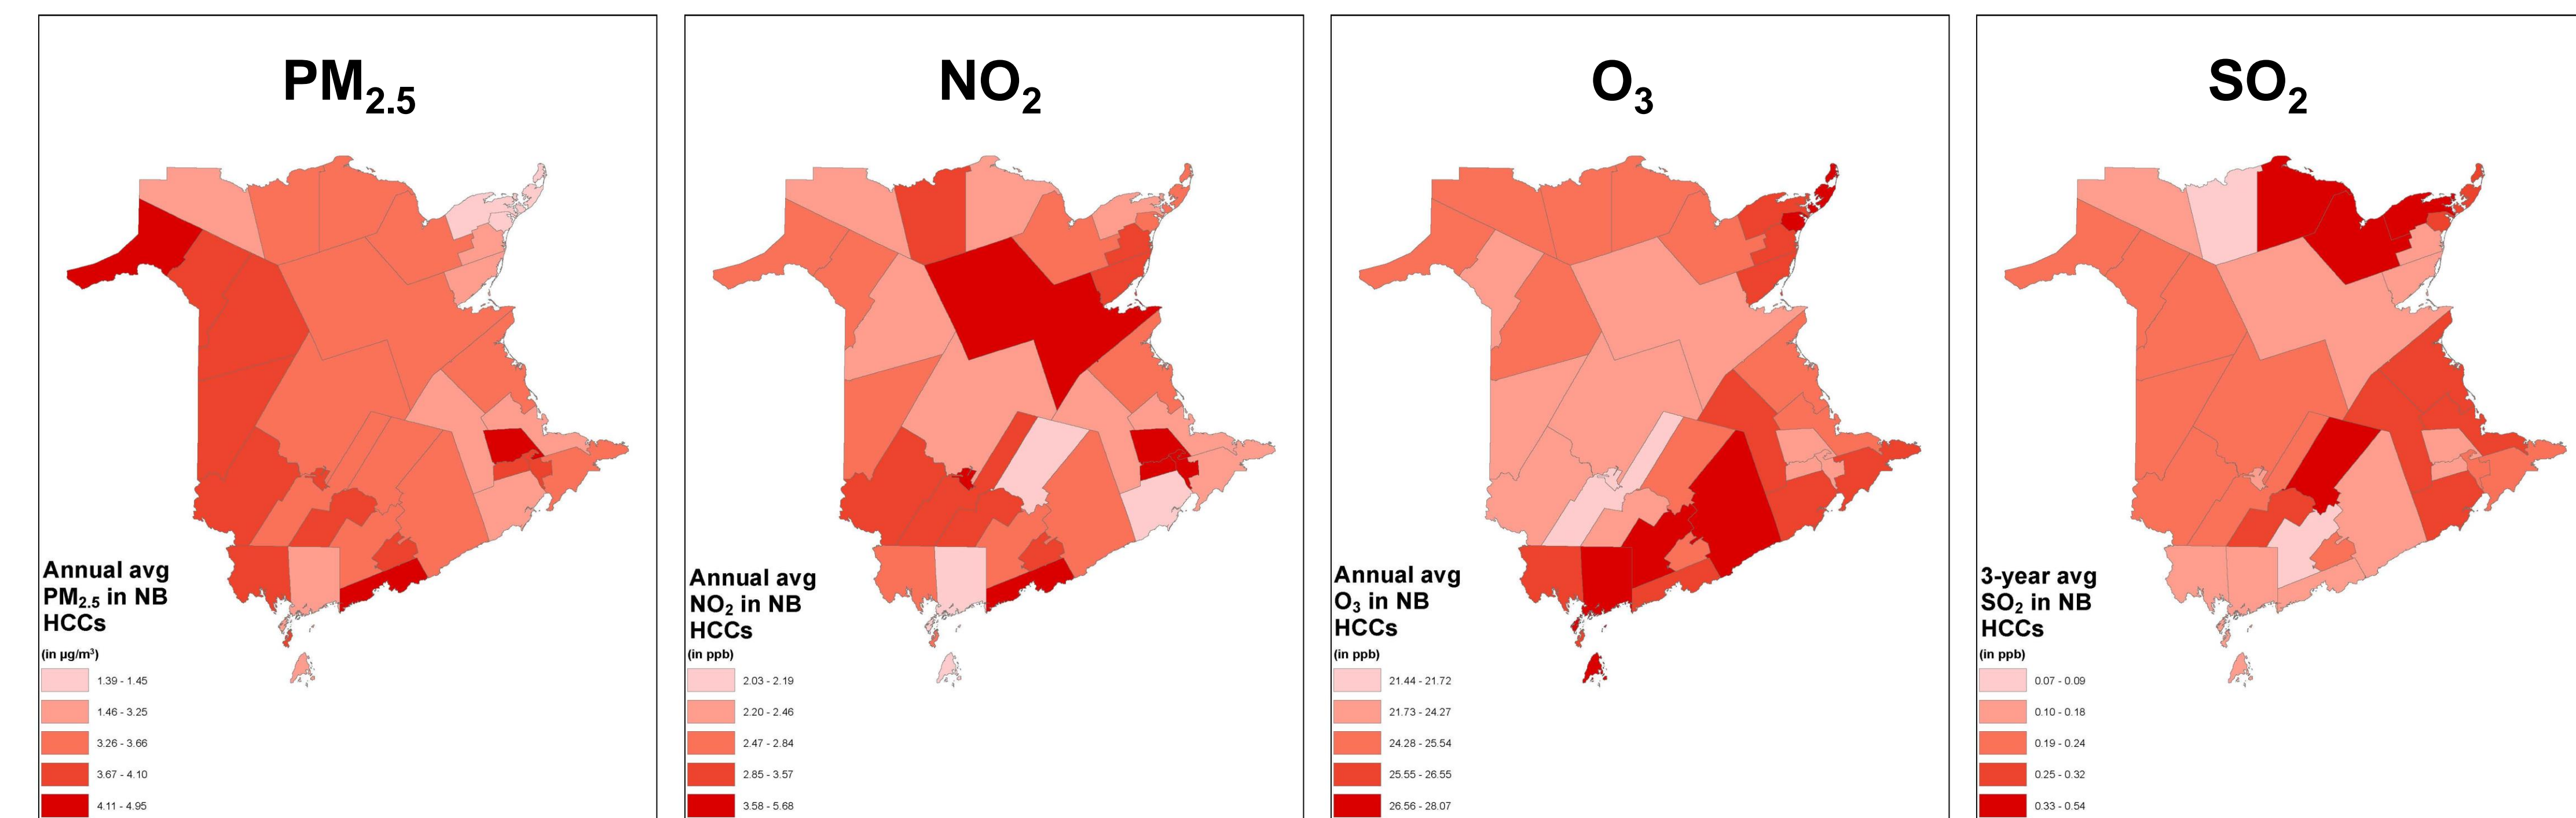 PM2.5
Annual avg
PM2.5 in NB
HCCs
(in µg/m³)
1.39 - 1.45
1.46 - 3.25
3.26 - 3.66
3.67 - 4.10
4.11 - 4.95
NO2
Annual avg
NO2 in NB
HCCs
(in ppb)
2.03 - 2.19
2.20 - 2.46
2.47 - 2.84
2.85 - 3.57
3.58 - 5.68
O3
Annual avg
O3 in NB
HCCs
(in ppb)
21.44 - 21.72
21.73 - 24.27
24.28 - 25.54
25.55 - 26.55
26.56 - 28.07
SO2
3-year avg
SO2 in NB
HCCs
(in ppb)
0.07 - 0.09
0.10 - 0.18
0.19 - 0.24
0.25 - 0.32
0.33 - 0.54